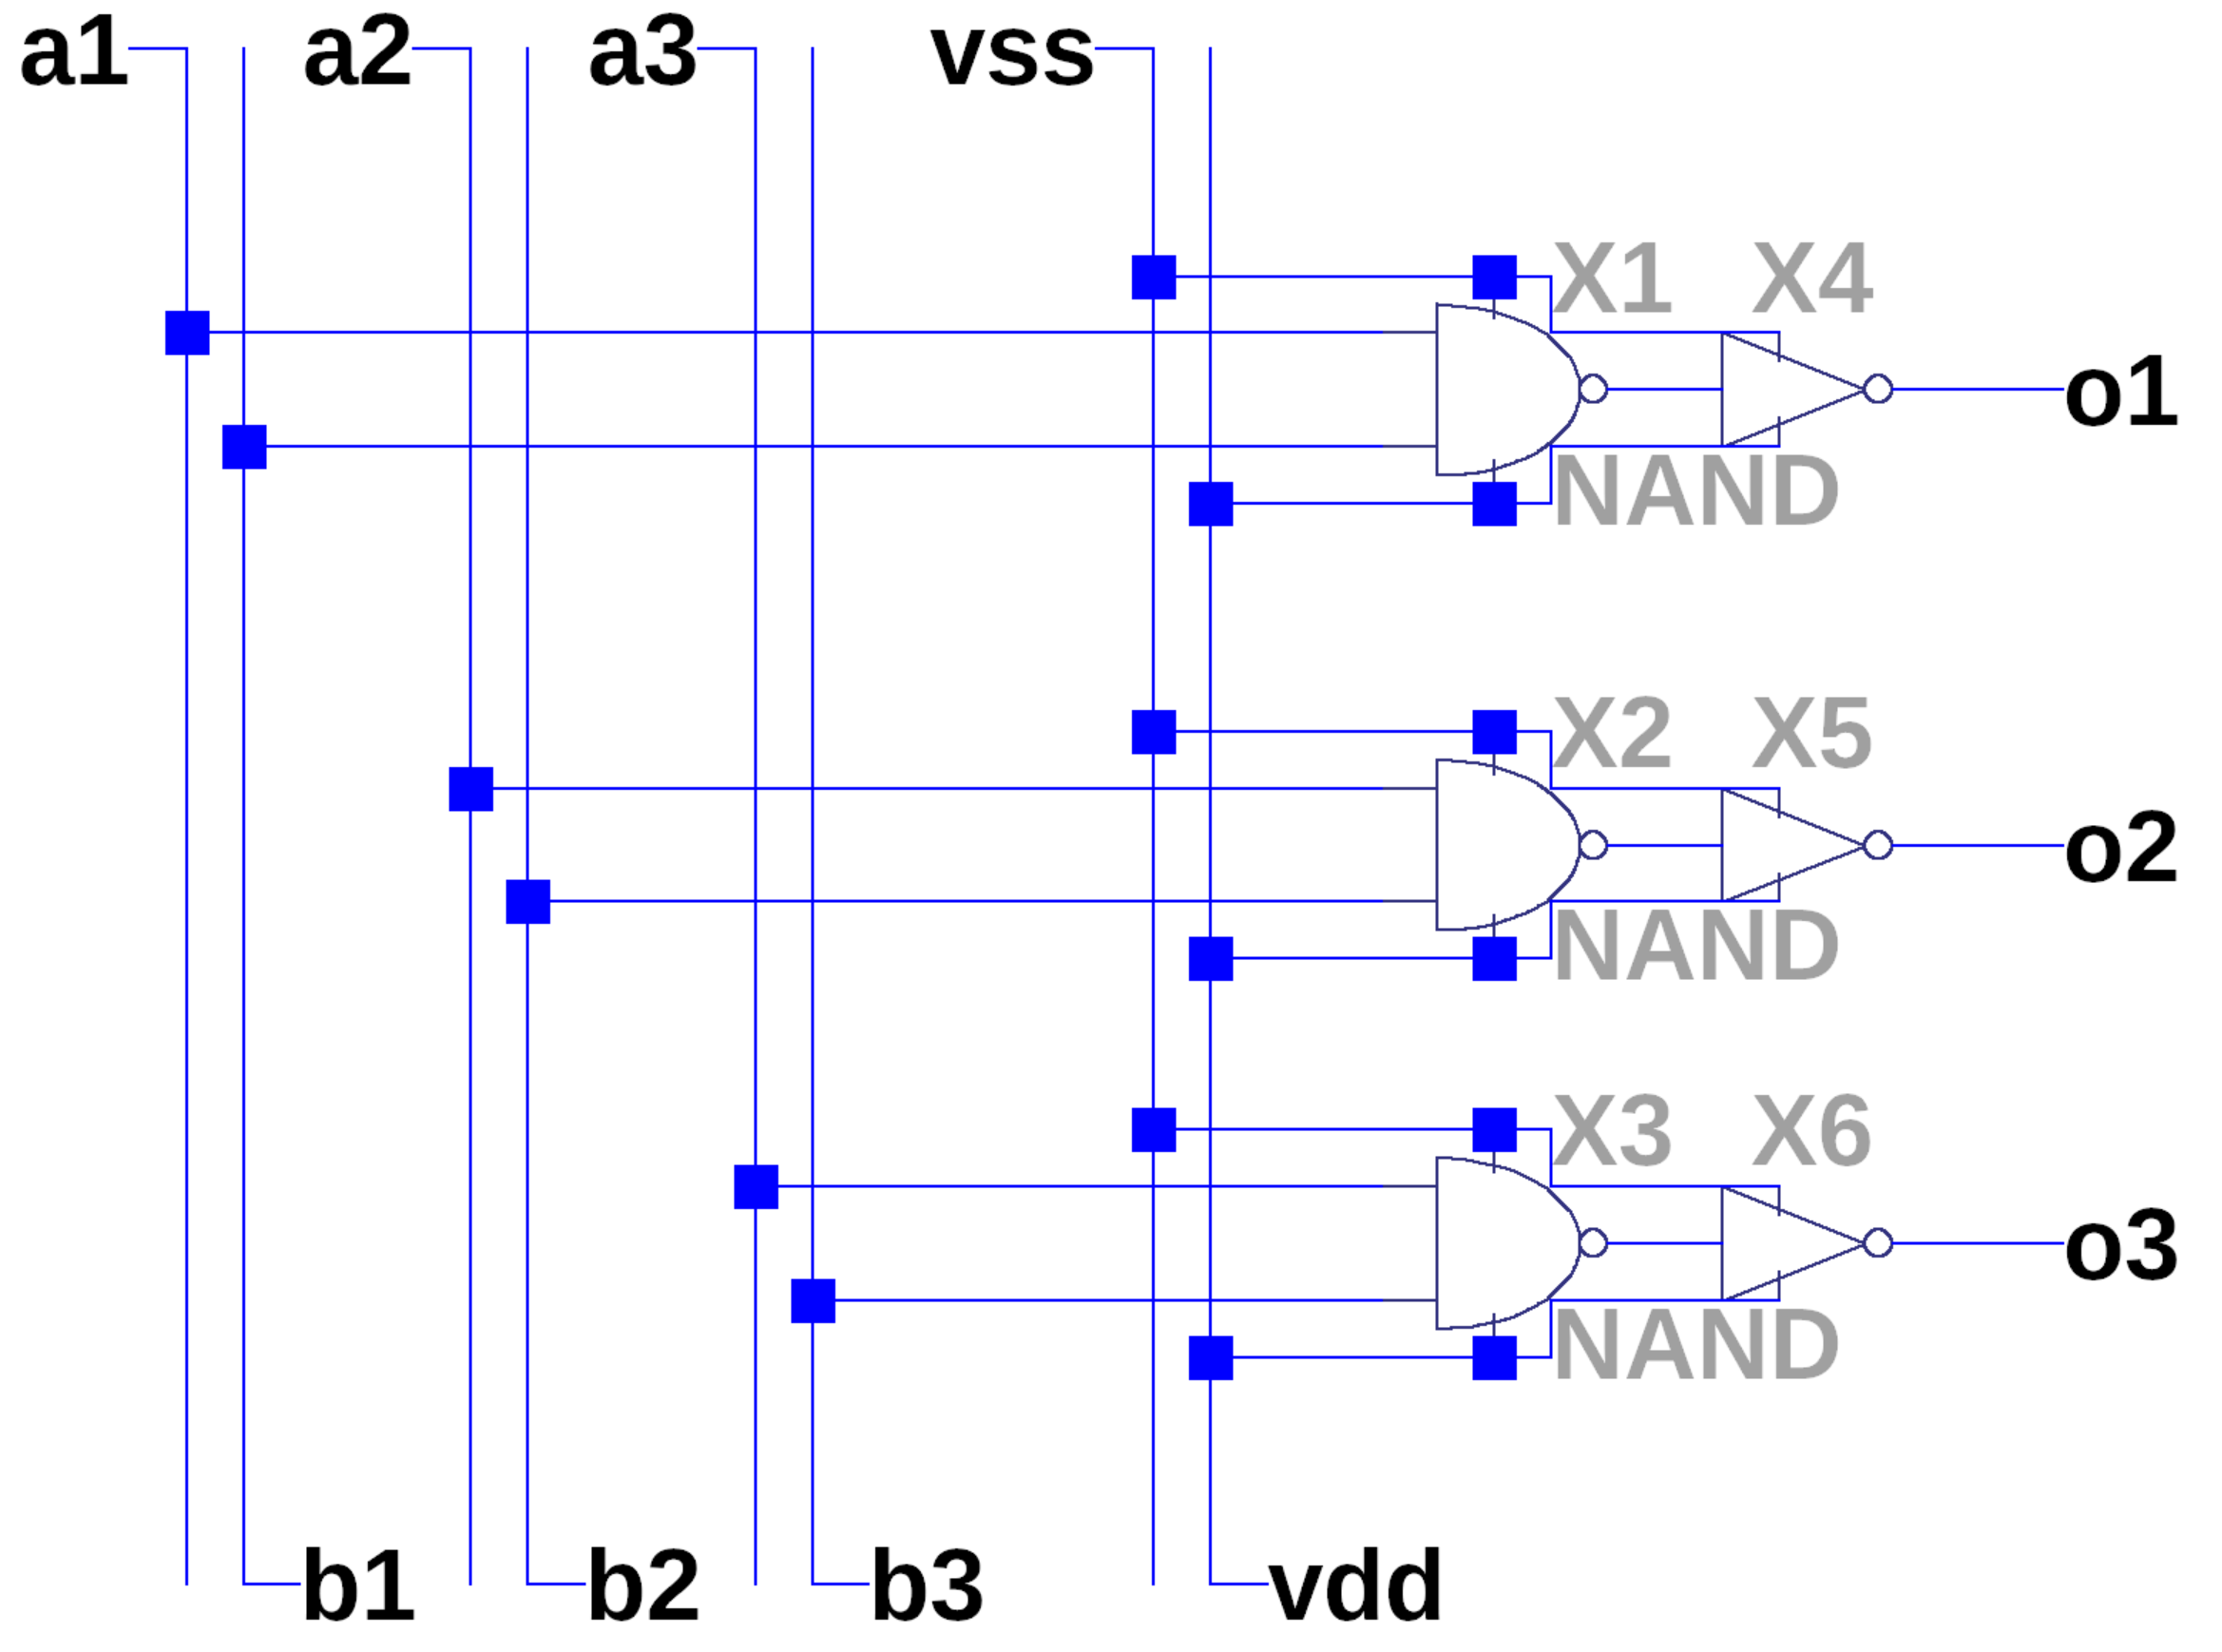 a1 a2 a3 vss
X1 X4
o1
NAND
X2 X5
o2
NAND
X3 X6
o3
NAND
b1 b2 b3 vdd